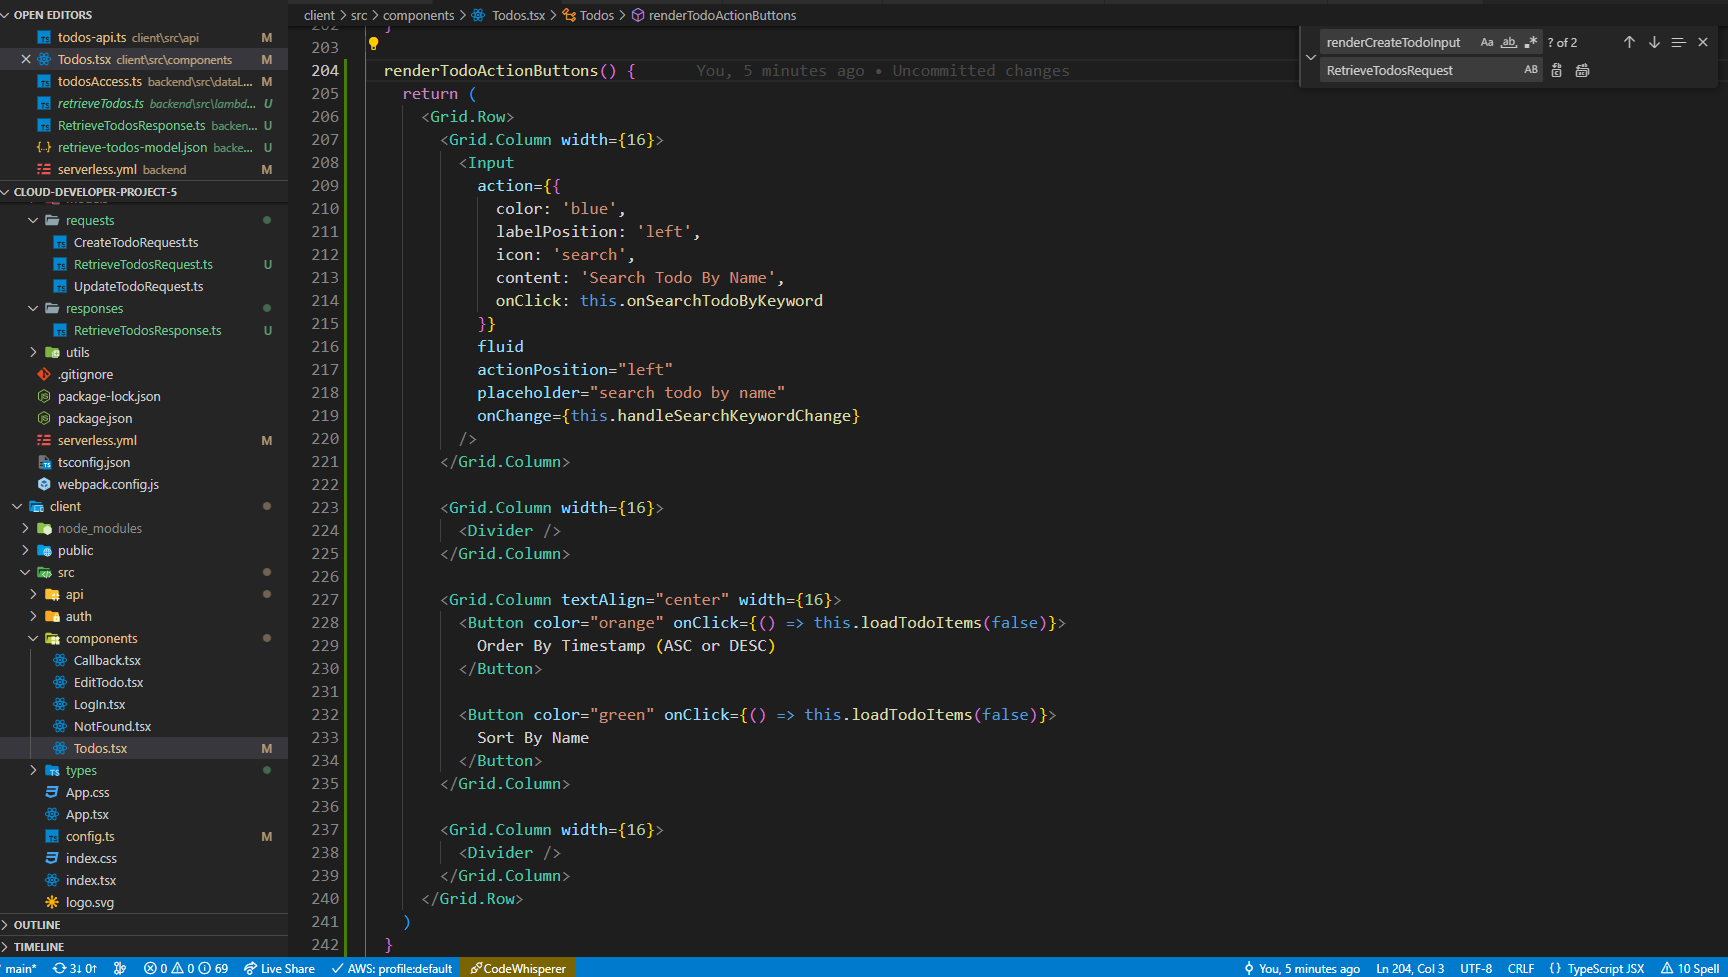 OPEN EDITORS
todos-api.ts client\src\api M
Todos.tsx client\src\components M
todosAccess.ts backend\src\dataL... M
retrieveTodos.ts backend\src\lambd... U
RetrieveTodosResponse.ts backen... U
retrieve-todos-model.json backe... U
serverless.yml backend M
CLOUD-DEVELOPER-PROJECT-5
requests
CreateTodoRequest.ts
RetrieveTodosRequest.ts U
UpdateTodoRequest.ts
responses
RetrieveTodosResponse.ts U
utils
.gitignore
package-lock.json
package.json
serverless.yml M
tsconfig.json
webpack.config.js
client
node_modules
public
src
api
auth
components
Callback.tsx
EditTodo.tsx
LogIn.tsx
NotFound.tsx
Todos.tsx M
types
App.css
App.tsx
config.ts M
index.css
index.tsx
logo.svg
OUTLINE
TIMELINE
client > src > components > Todos.tsx > Todos > renderTodoActionButtons
renderCreateTodoInput Aa ab .* ? of 2
RetrieveTodosRequest AB
203
204 renderTodoActionButtons() { You, 5 minutes ago • Uncommitted changes
205 return (
206 <Grid.Row>
207 <Grid.Column width={16}>
208 <Input
209 action={{
210 color: 'blue',
211 labelPosition: 'left',
212 icon: 'search',
213 content: 'Search Todo By Name',
214 onClick: this.onSearchTodoByKeyword
215 }}
216 fluid
217 actionPosition="left"
218 placeholder="search todo by name"
219 onChange={this.handleSearchKeywordChange}
220 />
221 </Grid.Column>
222
223 <Grid.Column width={16}>
224 <Divider />
225 </Grid.Column>
226
227 <Grid.Column textAlign="center" width={16}>
228 <Button color="orange" onClick={() => this.loadTodoItems(false)}>
229 Order By Timestamp (ASC or DESC)
230 </Button>
231
232 <Button color="green" onClick={() => this.loadTodoItems(false)}>
233 Sort By Name
234 </Button>
235 </Grid.Column>
236
237 <Grid.Column width={16}>
238 <Divider />
239 </Grid.Column>
240 </Grid.Row>
241 )
242 }
main* 3↓ 0↑ 0 0 69 Live Share AWS: profile:default CodeWhisperer You, 5 minutes ago Ln 204, Col 3 UTF-8 CRLF {} TypeScript JSX 10 Spell